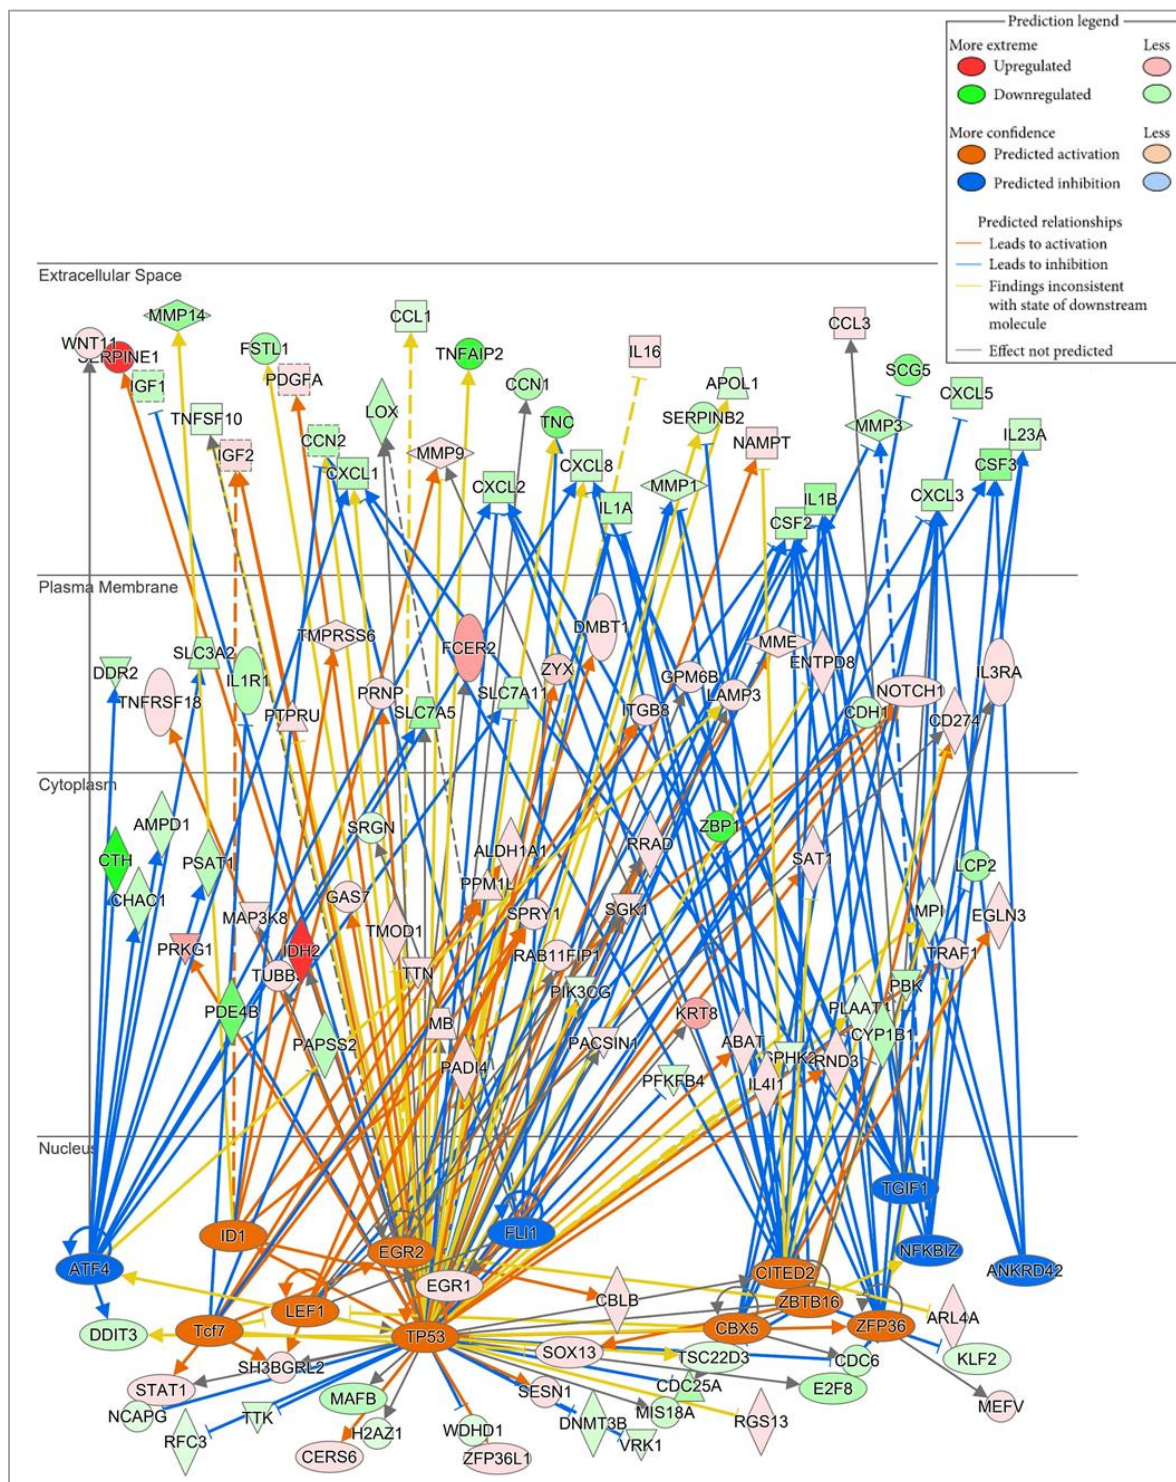 Prediction legend
More extreme Less
Upregulated
Downregulated
More confidence Less
Predicted activation
Predicted inhibition
Predicted relationships
Leads to activation
Leads to inhibition
Findings inconsistent
with state of downstream
molecule
Effect not predicted
Extracellular Space
MMP14
CCL1
CCL3
WNT11
SERPINE1
FSTL1
TNFAIP2
IL16
SCG5
IGF1
PDGFA
CCN1
APOL1
CXCL5
TNFSF10
LOX
TNC
SERPINB2
MMP3
IL23A
IGF2
CCN2
MMP9
NAMPT
CXCL1
CXCL2
CXCL8
MMP1
CSF3
IL1A
IL1B
CXCL3
CSF2
Plasma Membrane
TMPRSS6
FCER2
DMBT1
MME
SLC3A2
ENTPD8
DDR2
IL1R1
ZYX
GPM6B
IL3RA
TNFRSF18
PRNP
SLC7A11
LAMP3
NOTCH1
PTPRU
SLC7A5
ITGB8
CDH1
CD274
Cytoplasm
AMPD1
SRGN
ZBP1
CTH
PSAT1
ALDH1A1
RRAD
SAT1
LCP2
CHAC1
GAS7
PPM1L
MAP3K8
SPRY1
SGK1
MPI
EGLN3
PRKG1
IDH2
TMOD1
RAB11FIP1
TRAF1
TUBB
TTN
PIK3CG
PBK
PDE4B
KRT8
PLAAT1
PAPSS2
MB
PACSIN1
ABAT
CYP1B1
PADI4
PFKFB4
SPHK2
RND3
IL4I1
Nucleus
TGIF1
ID1
FLI1
EGR2
NFKBIZ
ATF4
CITED2
ANKRD42
EGR1
CBLB
ZBTB16
LEF1
ARL4A
DDIT3
Tcf7
TP53
CBX5
ZFP36
SOX13
TSC22D3
CDC6
KLF2
SH3BGRL2
STAT1
SESN1
CDC25A
E2F8
MAFB
MEFV
NCAPG
TTK
DNMT3B
MIS18A
RGS13
RFC3
H2AZ1
WDHD1
VRK1
CERS6
ZFP36L1